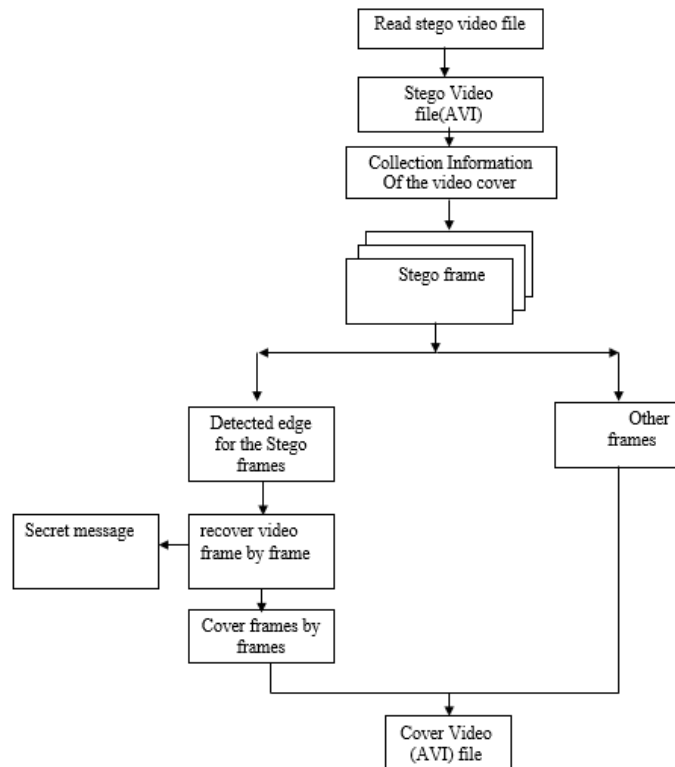 Read stego video file
Stego Video
file(AVI)
Collection Information
Of the video cover
Stego frame
Detected edge
for the Stego
frames
Other
frames
Secret message
recover video
frame by frame
Cover frames by
frames
Cover Video
(AVI) file